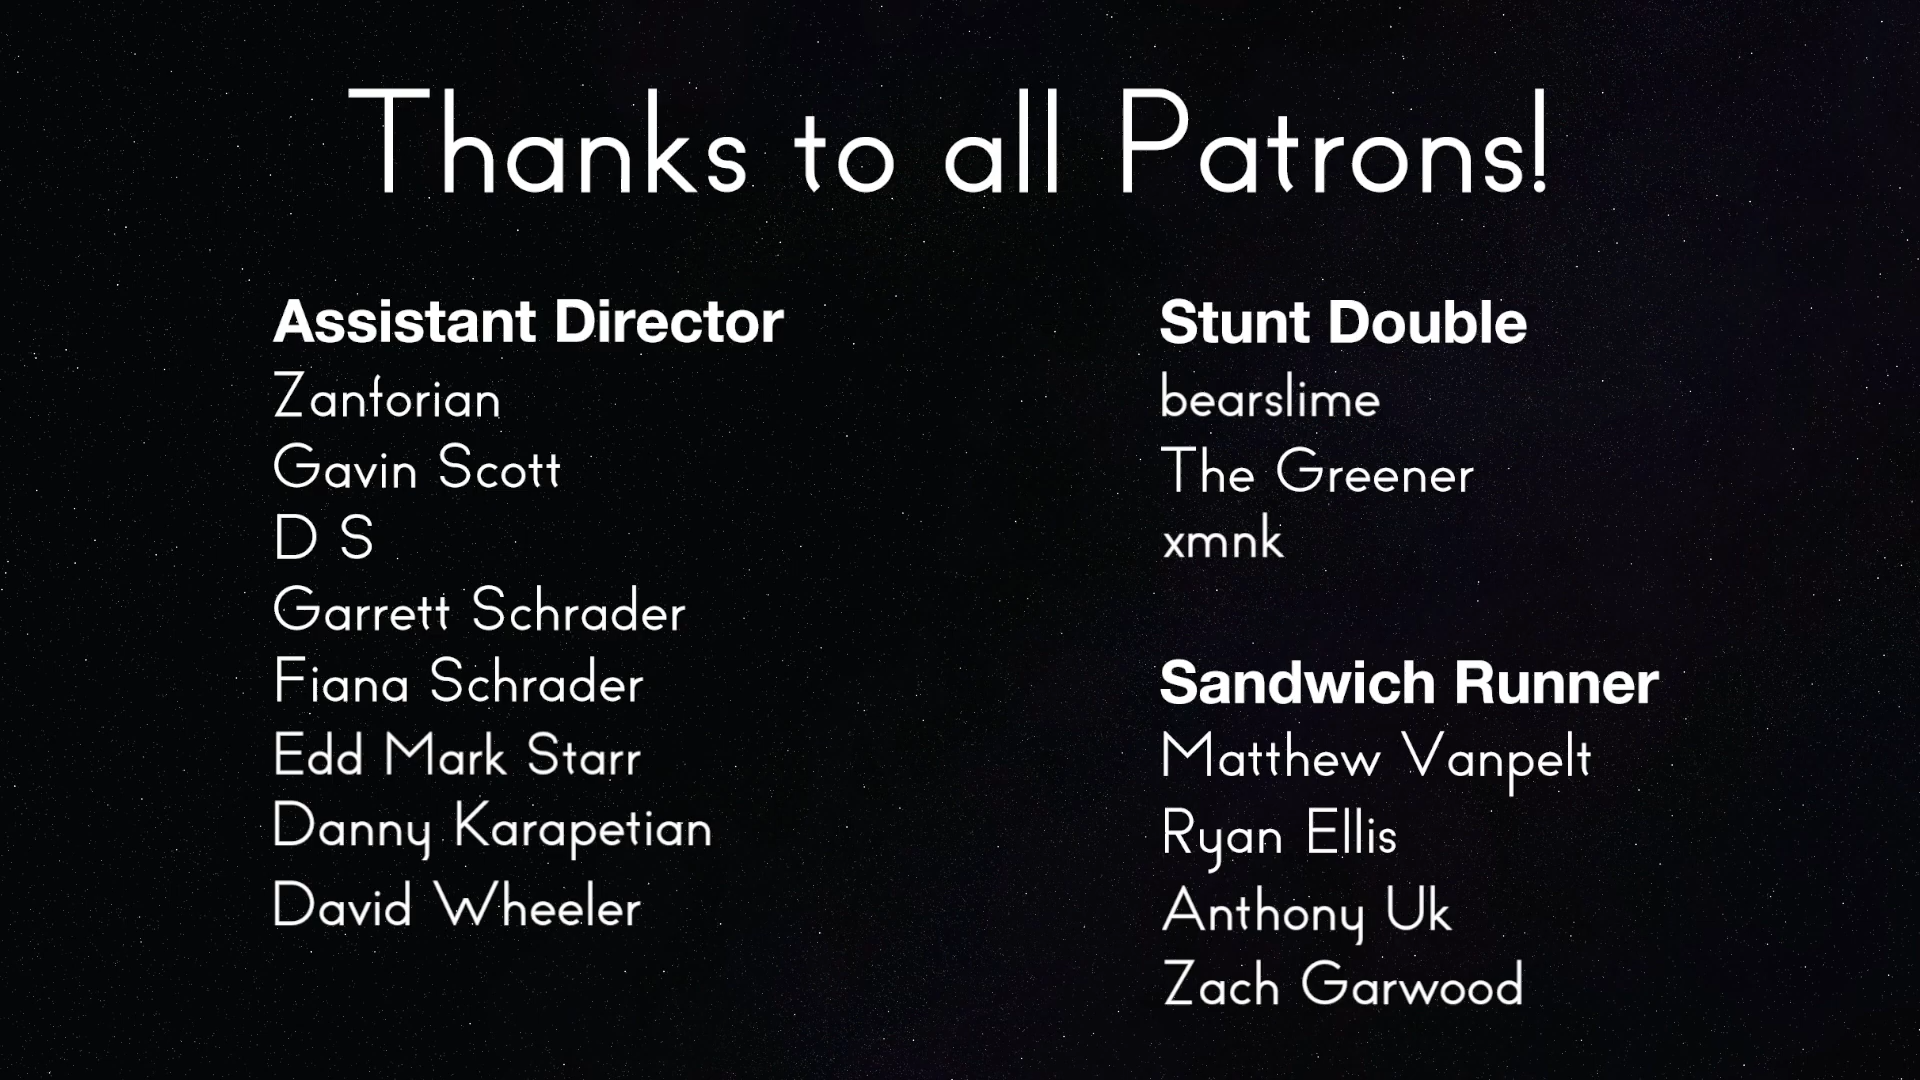 Thanks to all Patrons!
Assistant Director
Zanforian
Gavin Scott
D S
Garrett Schrader
Fiana Schrader
Edd Mark Starr
Danny Karapetian
David Wheeler
Stunt Double
bearslime
The Greener
xmnk
Sandwich Runner
Matthew Vanpelt
Ryan Ellis
Anthony Uk
Zach Garwood